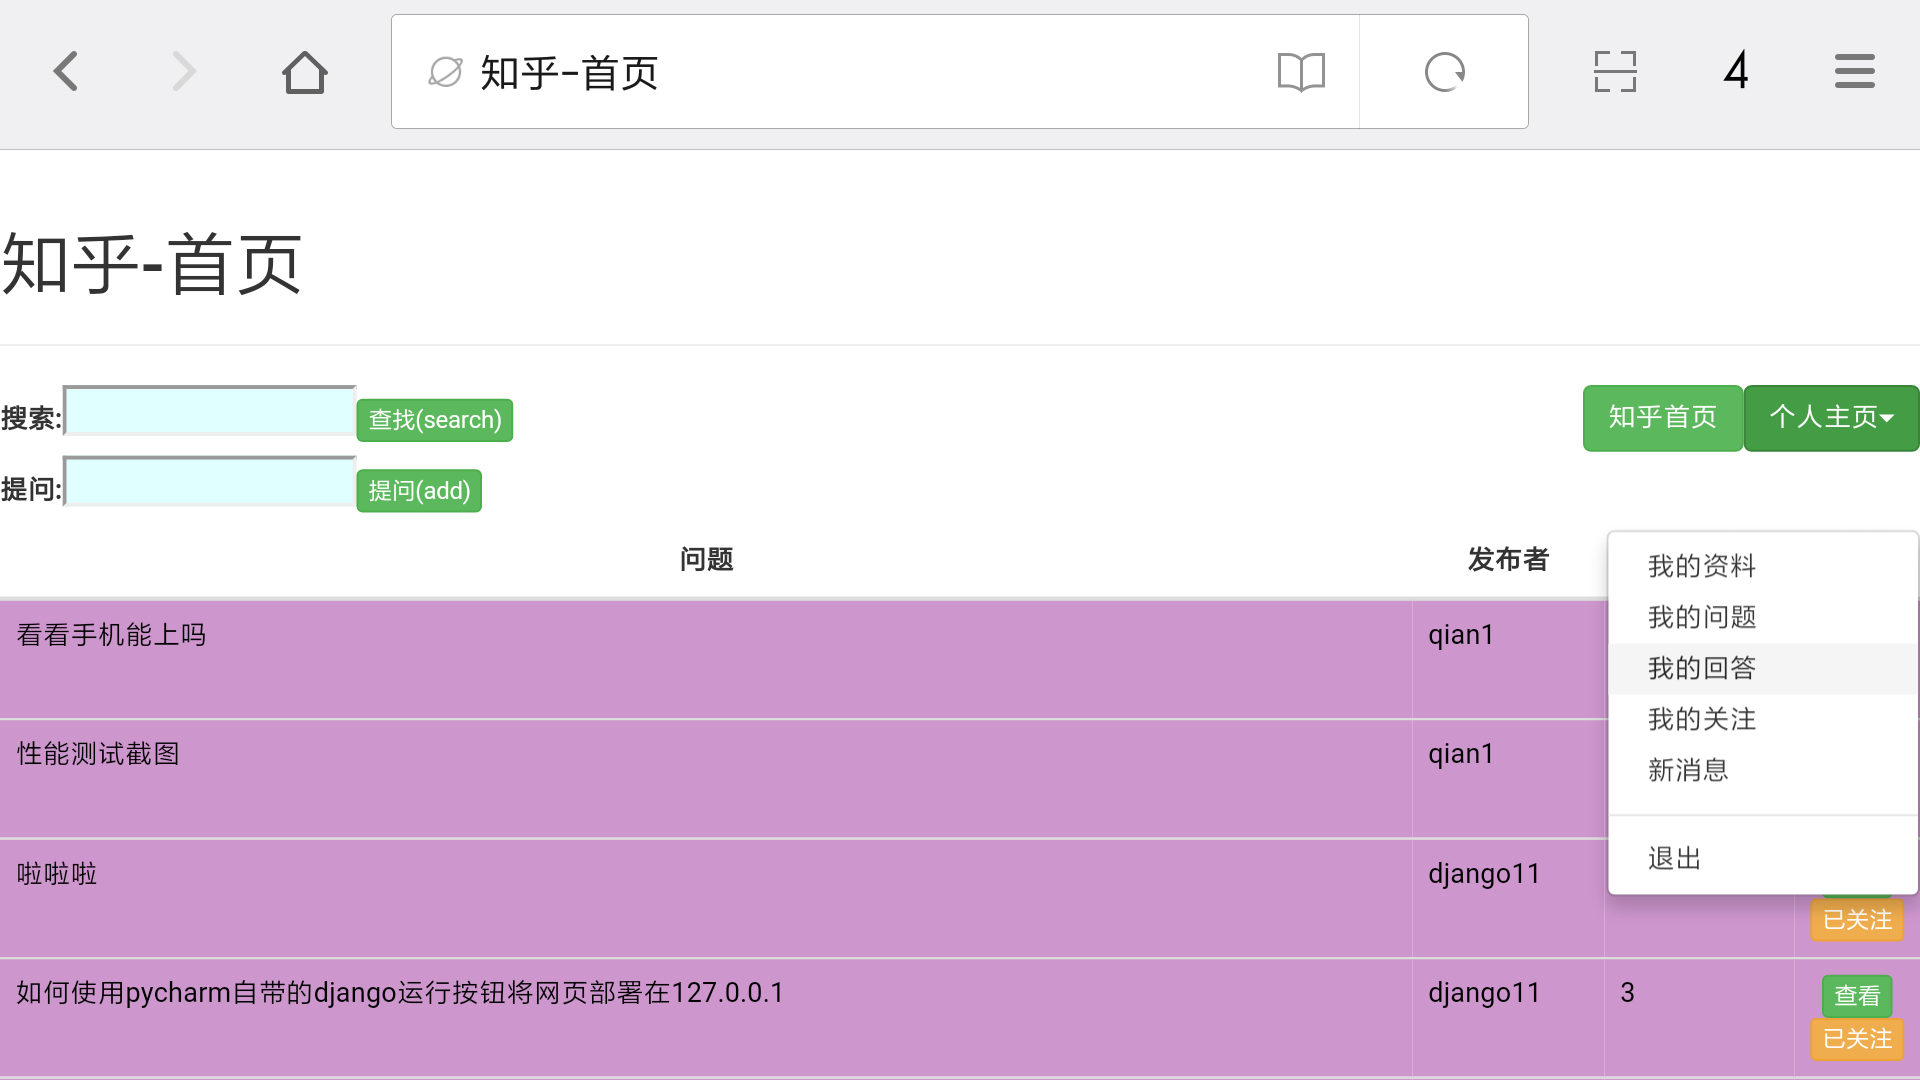 知乎-首页
4
知乎-首页
搜索:
查找(search)
知乎首页
个人主页
提问:
提问(add)
问题
发布者
我的资料
我的问题
我的回答
我的关注
新消息
退出
看看手机能上吗
qian1
性能测试截图
qian1
啦啦啦
django11
已关注
如何使用pycharm自带的django运行按钮将网页部署在127.0.0.1
django11
3
查看
已关注